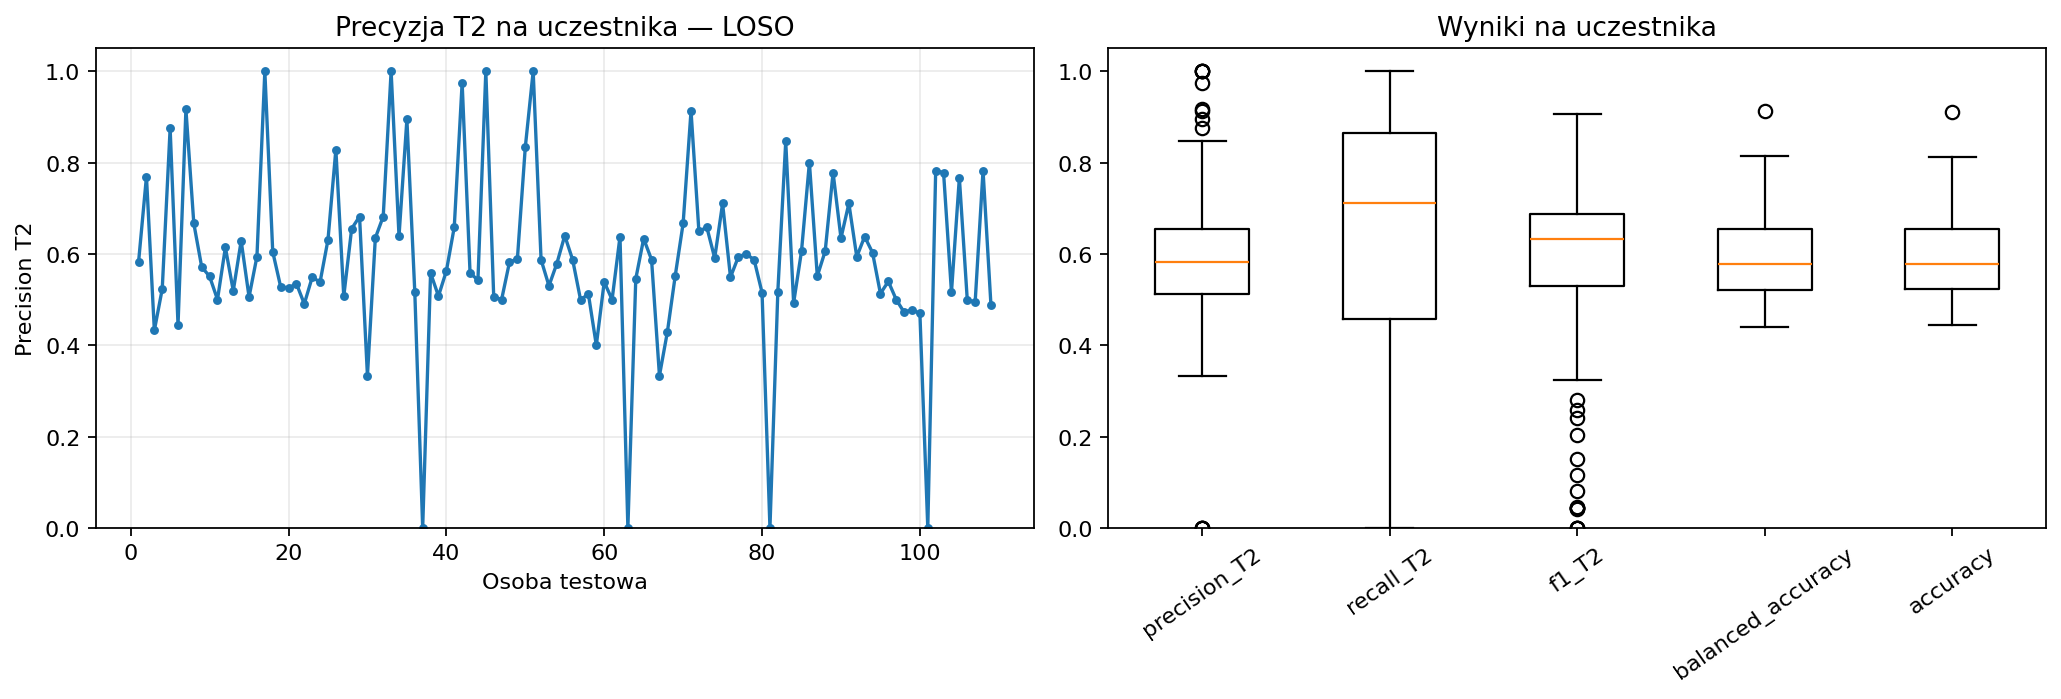 Precyzja T2 na uczestnika — LOSO
Precision T2
1.0
0.8
0.6
0.4
0.2
0.0
0 20 40 60 80 100
Osoba testowa
Wyniki na uczestnika
1.0
0.8
0.6
0.4
0.2
0.0
precision_T2
recall_T2
f1_T2
balanced_accuracy
accuracy